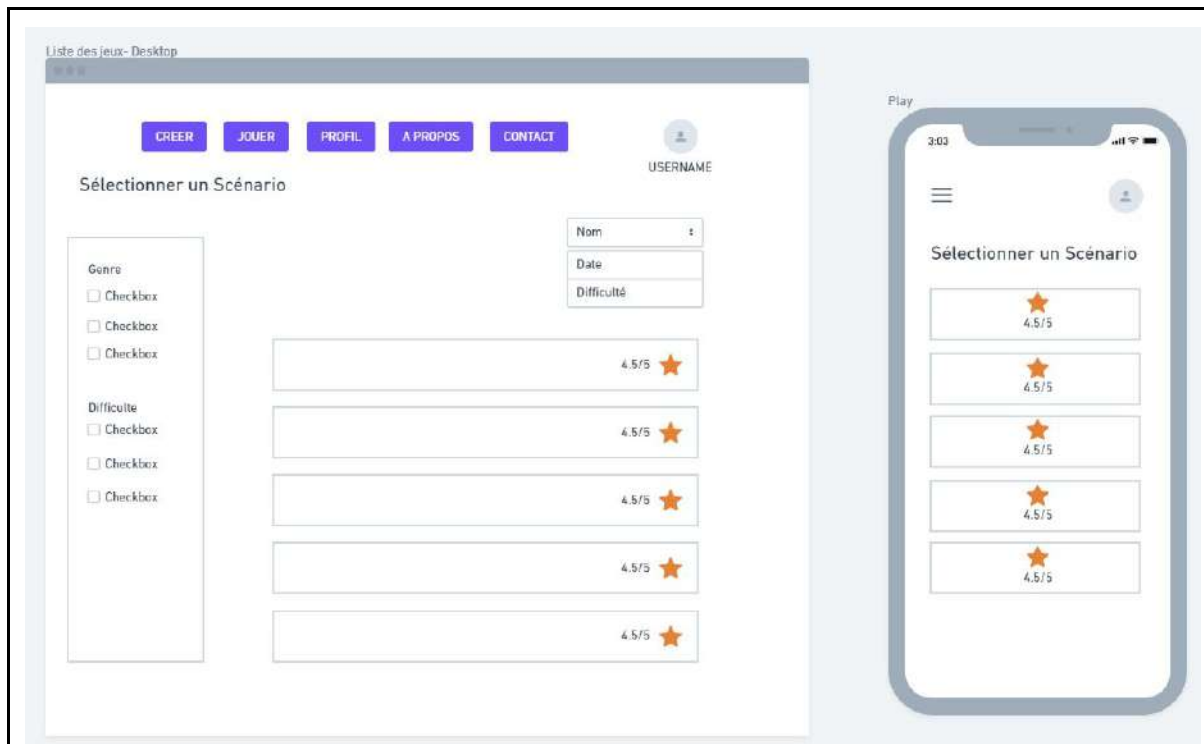 Liste des jeux- Desktop
CREER JOUER PROFIL A PROPOS CONTACT
USERNAME
Sélectionner un Scénario
Nom
Date
Difficulté
Genre
Checkbox
Checkbox
Checkbox
Difficulte
Checkbox
Checkbox
Checkbox
4.5/5
4.5/5
4.5/5
4.5/5
4.5/5
Play
3:03
Sélectionner un Scénario
4.5/5
4.5/5
4.5/5
4.5/5
4.5/5